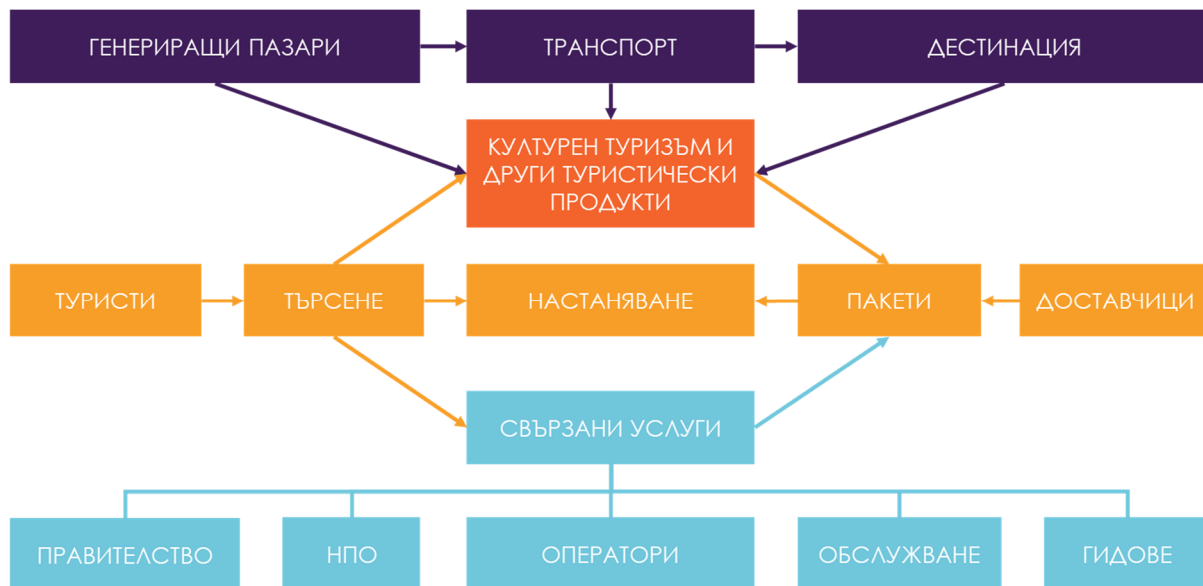 ГЕНЕРИРАЩИ ПАЗАРИ
ТРАНСПОРТ
ДЕСТИНАЦИЯ
КУЛТУРЕН ТУРИЗЪМ И
ДРУГИ ТУРИСТИЧЕСКИ
ПРОДУКТИ
ТУРИСТИ
ТЪРСЕНЕ
НАСТАНЯВАНЕ
ПАКЕТИ
ДОСТАВЧИЦИ
СВЪРЗАНИ УСЛУГИ
ПРАВИТЕЛСТВО
НПО
ОПЕРАТОРИ
ОБСЛУЖВАНЕ
ГИДОВЕ